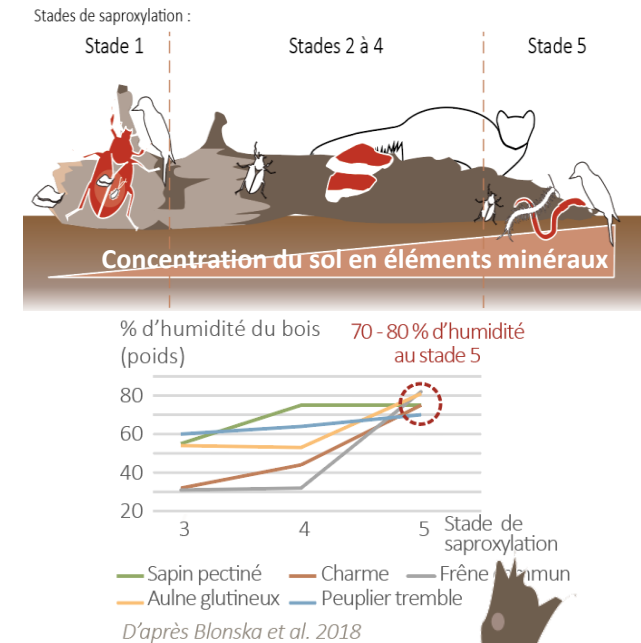 Stades de saproxylation :
Stade 1
Stades 2 à 4
Stade 5
Concentration du sol en éléments minéraux
% d'humidité du bois
(poids)
70 - 80 % d'humidité
au stade 5
80
60
40
20
3
4
5
Stade de
saproxylation
Sapin pectiné
Charme
Frêne
Aulne glutineux
Peuplier tremble
D'après Blonska et al. 2018